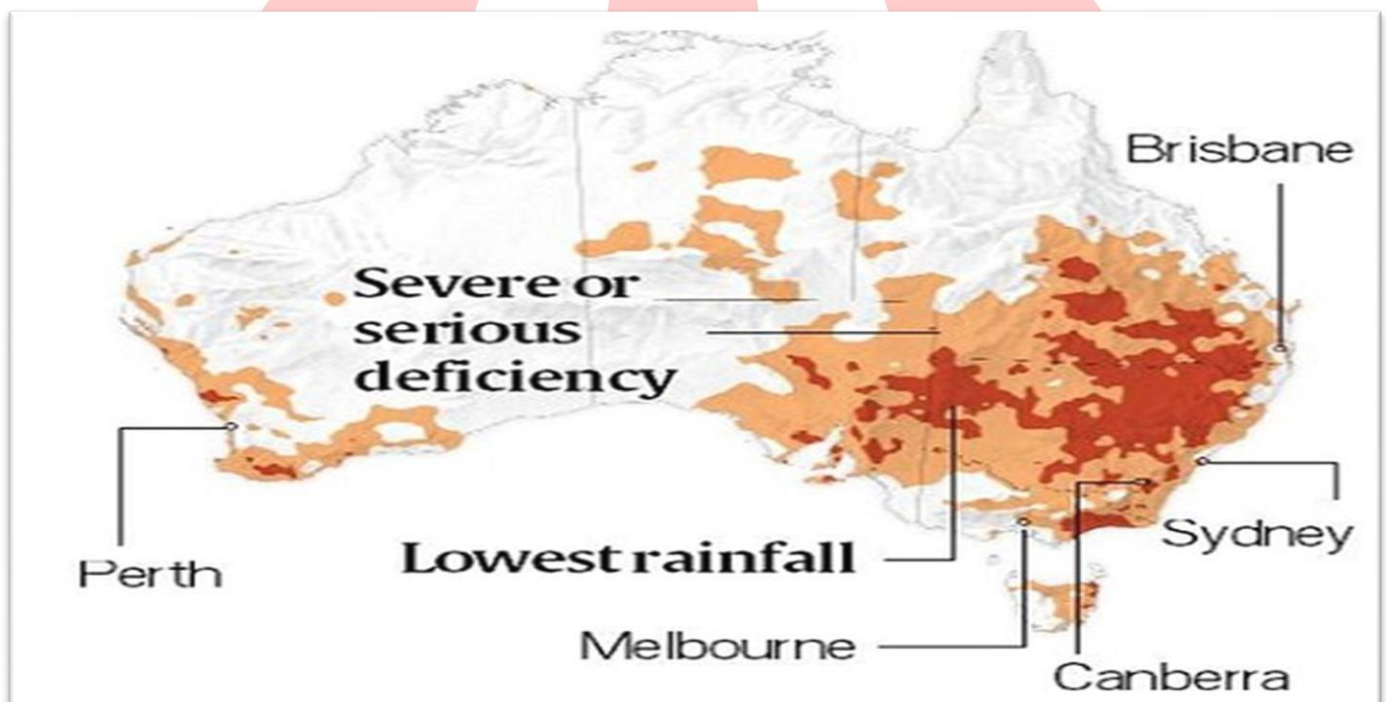 Brisbane
Severe or
serious
deficiency
Sydney
Lowest rainfall
Perth
Melbourne
Canberra